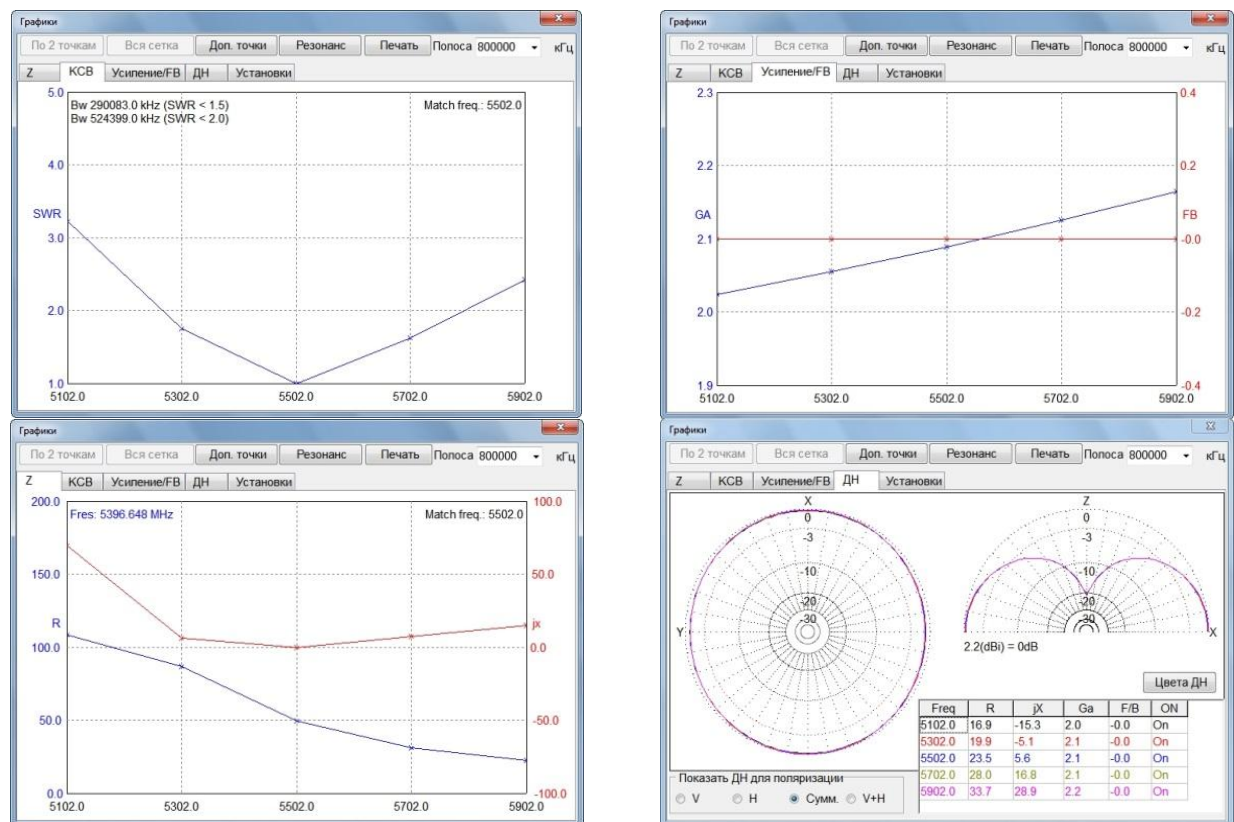 Графики
По 2 точкам Вся сетка Доп. точки Резонанс Печать Полоса 800000 кГц
Z КСВ Усиление/FB ДН Установки
5.0
Bw 290083.0 kHz (SWR < 1.5) Match freq.: 5502.0
Bw 524399.0 kHz (SWR < 2.0)
4.0
SWR
3.0
2.0
1.0
5102.0 5302.0 5502.0 5702.0 5902.0
Графики
По 2 точкам Вся сетка Доп. точки Резонанс Печать Полоса 800000 кГц
Z КСВ Усиление/FB ДН Установки
2.3 0.4
2.2 0.2
GA FB
2.1 -0.0
2.0 -0.2
1.9 -0.4
5102.0 5302.0 5502.0 5702.0 5902.0
Графики
По 2 точкам Вся сетка Доп. точки Резонанс Печать Полоса 800000 кГц
Z КСВ Усиление/FB ДН Установки
200.0 100.0
Fres: 5396.648 MHz Match freq.: 5502.0
150.0 50.0
R jx
100.0 0.0
50.0 -50.0
0.0 -100.0
5102.0 5302.0 5502.0 5702.0 5902.0
Графики
По 2 точкам Вся сетка Доп. точки Резонанс Печать Полоса 800000 кГц
Z КСВ Усиление/FB ДН Установки
X Z
0 0
-3 -3
-10 -10
-20 -20
-30 -30
Y X
2.2(dBi) = 0dB
Цвета ДН
Freq R jX Ga F/B ON
5102.0 16.9 -15.3 2.0 -0.0 On
5302.0 19.9 -5.1 2.1 -0.0 On
5502.0 23.5 5.6 2.1 -0.0 On
5702.0 28.0 16.8 2.1 -0.0 On
5902.0 33.7 28.9 2.2 -0.0 On
Показать ДН для поляризации
V H Сумм. V+H